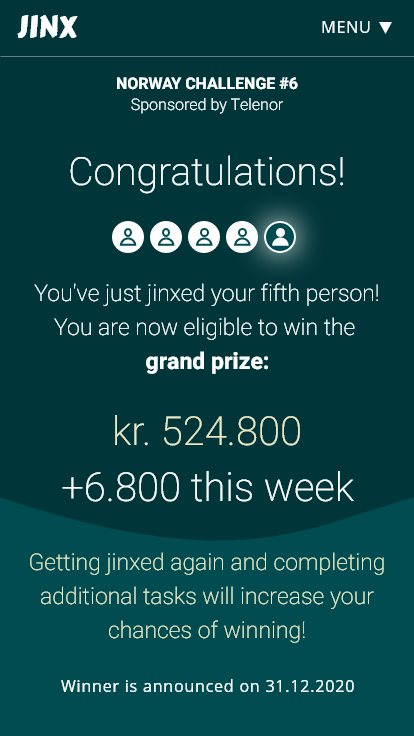 JINX
MENU ▼
NORWAY CHALLENGE #6
Sponsored by Telenor
Congratulations!
You've just jinxed your fifth person!
You are now eligible to win the
grand prize:
kr. 524.800
+6.800 this week
Getting jinxed again and completing
additional tasks will increase your
chances of winning!
Winner is announced on 31.12.2020